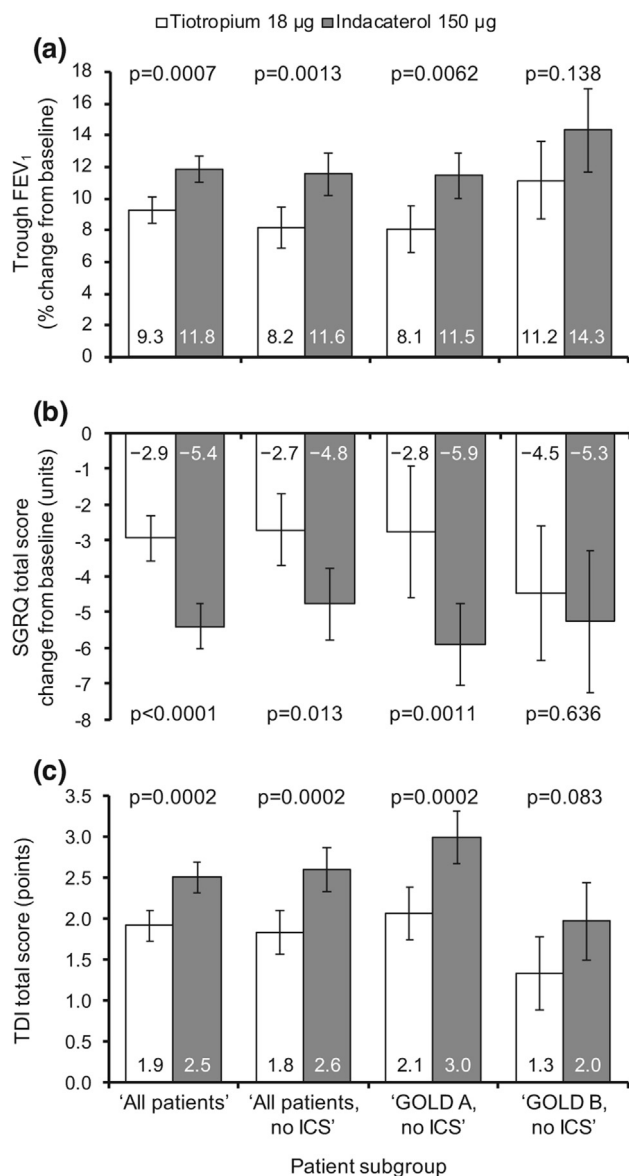 Tiotropium 18 µg Indacaterol 150 µg
(a)
Trough FEV₁
(% change from baseline)
18
16
14
12
10
8
6
4
2
0
p=0.0007 p=0.0013 p=0.0062 p=0.138
9.3 11.8 8.2 11.6 8.1 11.5 11.2 14.3
(b)
SGRQ total score
change from baseline (units)
0
-1
-2
-3
-4
-5
-6
-7
-8
−2.9 −5.4 −2.7 −4.8 −2.8 −5.9 −4.5 −5.3
p<0.0001 p=0.013 p=0.0011 p=0.636
(c)
TDI total score (points)
3.5
3.0
2.5
2.0
1.5
1.0
0.5
0.0
p=0.0002 p=0.0002 p=0.0002 p=0.083
1.9 2.5 1.8 2.6 2.1 3.0 1.3 2.0
‘All patients’ ‘All patients, ‘GOLD A, ‘GOLD B,
no ICS’ no ICS’ no ICS’
Patient subgroup